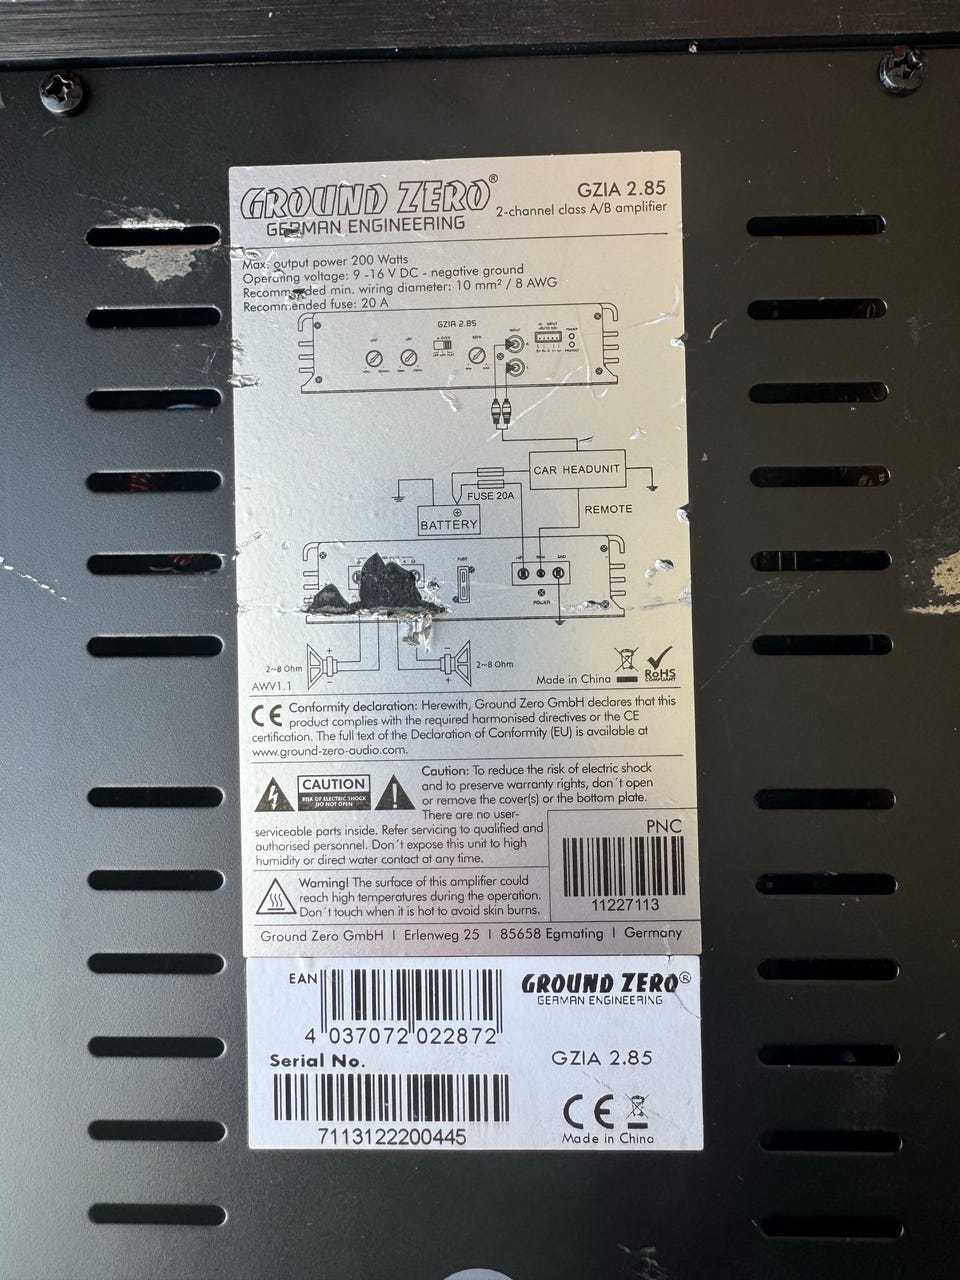 GROUND ZERO®
GERMAN ENGINEERING
GZIA 2.85
2-channel class A/B amplifier
Max. output power 200 Watts
Operating voltage: 9 -16 V DC - negative ground
Recommended min. wiring diameter: 10 mm² / 8 AWG
Recommended fuse: 20 A
GZIA 2.85
INPUT
GAIN
CAR HEADUNIT
FUSE 20A
BATTERY
REMOTE
FUSE
REM
GND
POWER
2~8 Ohm
2~8 Ohm
AWV1.1
Made in China
RoHS
COMPLIANT
CE Conformity declaration: Herewith, Ground Zero GmbH declares that this
product complies with the required harmonised directives or the CE
certification. The full text of the Declaration of Conformity (EU) is available at
www.ground-zero-audio.com.
CAUTION
RISK OF ELECTRIC SHOCK
DO NOT OPEN
Caution: To reduce the risk of electric shock
and to preserve warranty rights, don´t open
or remove the cover(s) or the bottom plate.
There are no user-
serviceable parts inside. Refer servicing to qualified and
authorised personnel. Don´t expose this unit to high
humidity or direct water contact at any time.
Warning! The surface of this amplifier could
reach high temperatures during the operation.
Don´t touch when it is hot to avoid skin burns.
PNC
11227113
Ground Zero GmbH I Erlenweg 25 I 85658 Egmating I Germany
EAN
4 037072 022872
GROUND ZERO®
GERMAN ENGINEERING
Serial No.
7113122200445
GZIA 2.85
CE
Made in China